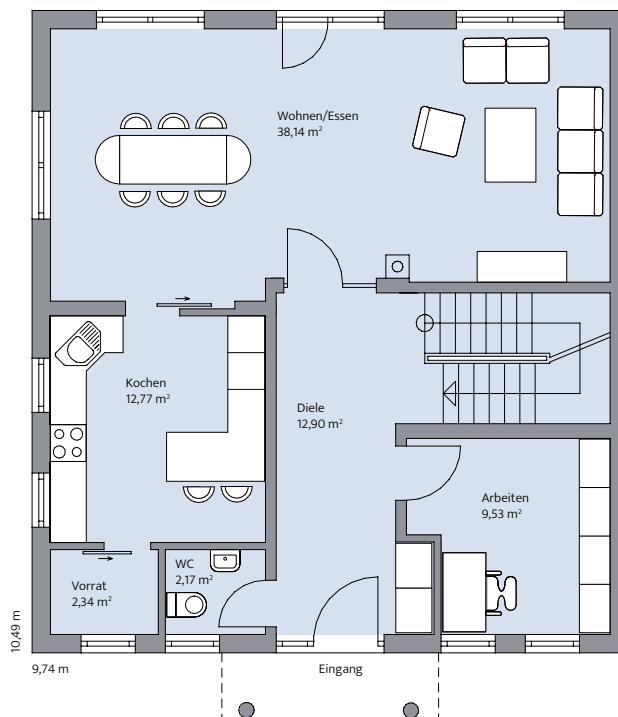 Wohnen/Essen
38,14 m²
Kochen
12,77 m²
Diele
12,90 m²
Arbeiten
9,53 m²
WC
2,17 m²
Vorrat
2,34 m²
10,49 m
9,74 m
Eingang